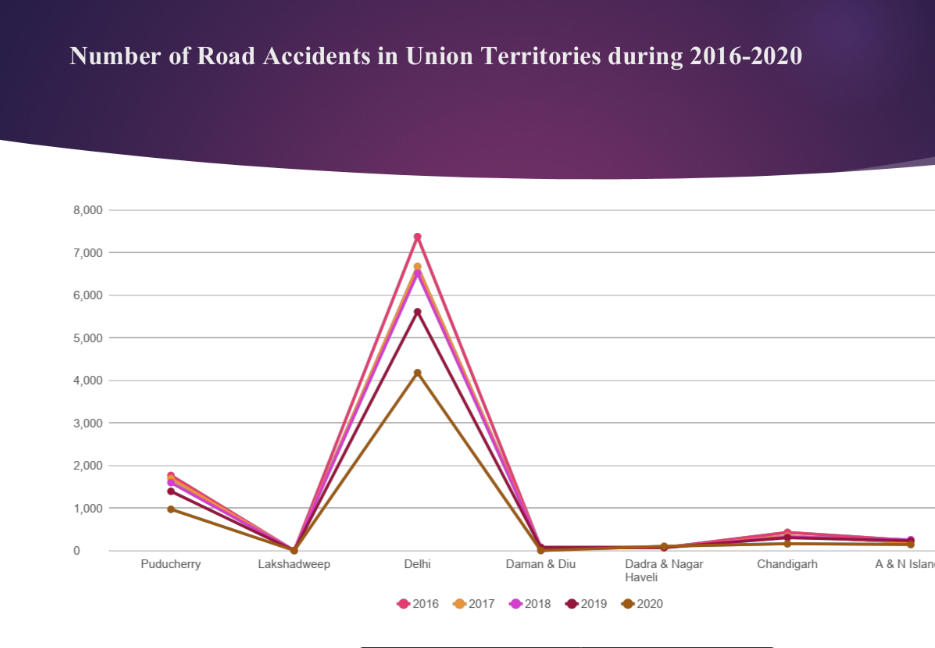 Number of Road Accidents in Union Territories during 2016-2020
8,000
7,000
6,000
5,000
4,000
3,000
2,000
1,000
0
Puducherry Lakshadweep Delhi Daman & Diu Dadra & Nagar Chandigarh A & N Islan
Haveli
2016 2017 2018 2019 2020